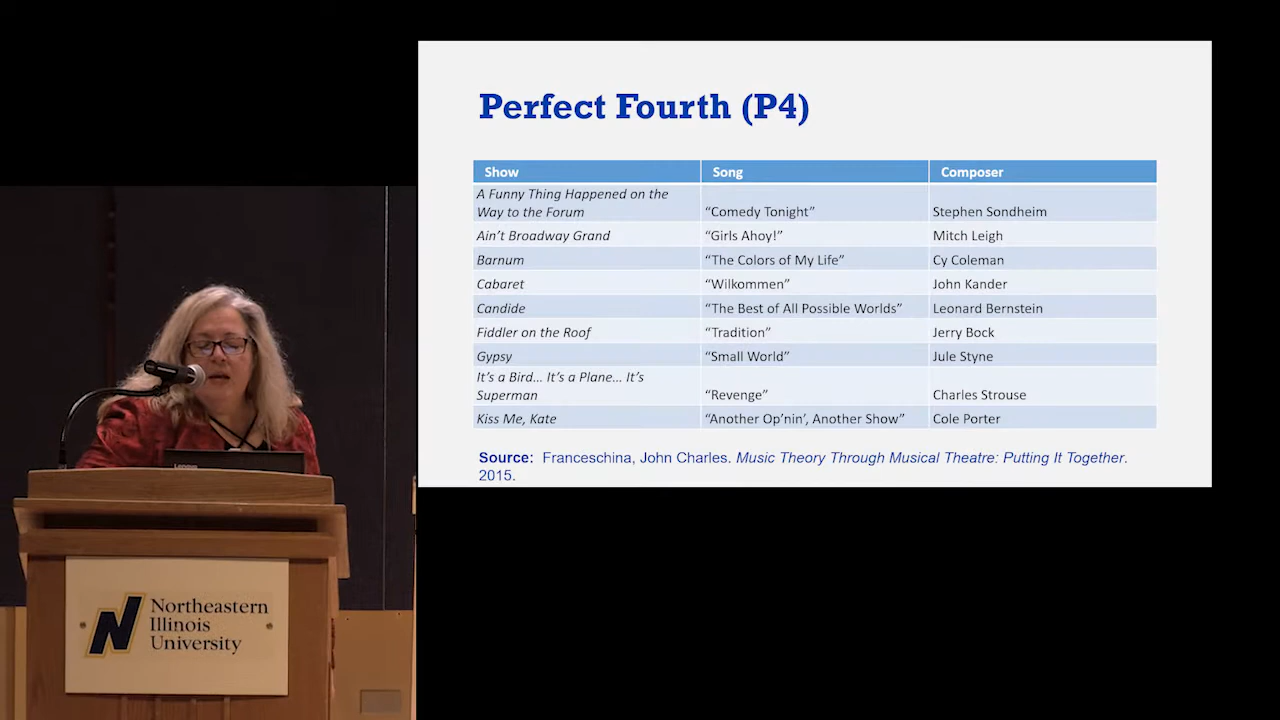 Perfect Fourth (P4)
Show Song Composer
A Funny Thing Happened on the
Way to the Forum “Comedy Tonight” Stephen Sondheim
Ain’t Broadway Grand “Girls Ahoy!” Mitch Leigh
Barnum “The Colors of My Life” Cy Coleman
Cabaret “Wilkommen” John Kander
Candide “The Best of All Possible Worlds” Leonard Bernstein
Fiddler on the Roof “Tradition” Jerry Bock
Gypsy “Small World” Jule Styne
It’s a Bird... It’s a Plane... It’s
Superman “Revenge” Charles Strouse
Kiss Me, Kate “Another Op’nin’, Another Show” Cole Porter
Source: Franceschina, John Charles. Music Theory Through Musical Theatre: Putting It Together.
2015.
Lenovo
N Northeastern
Illinois
University